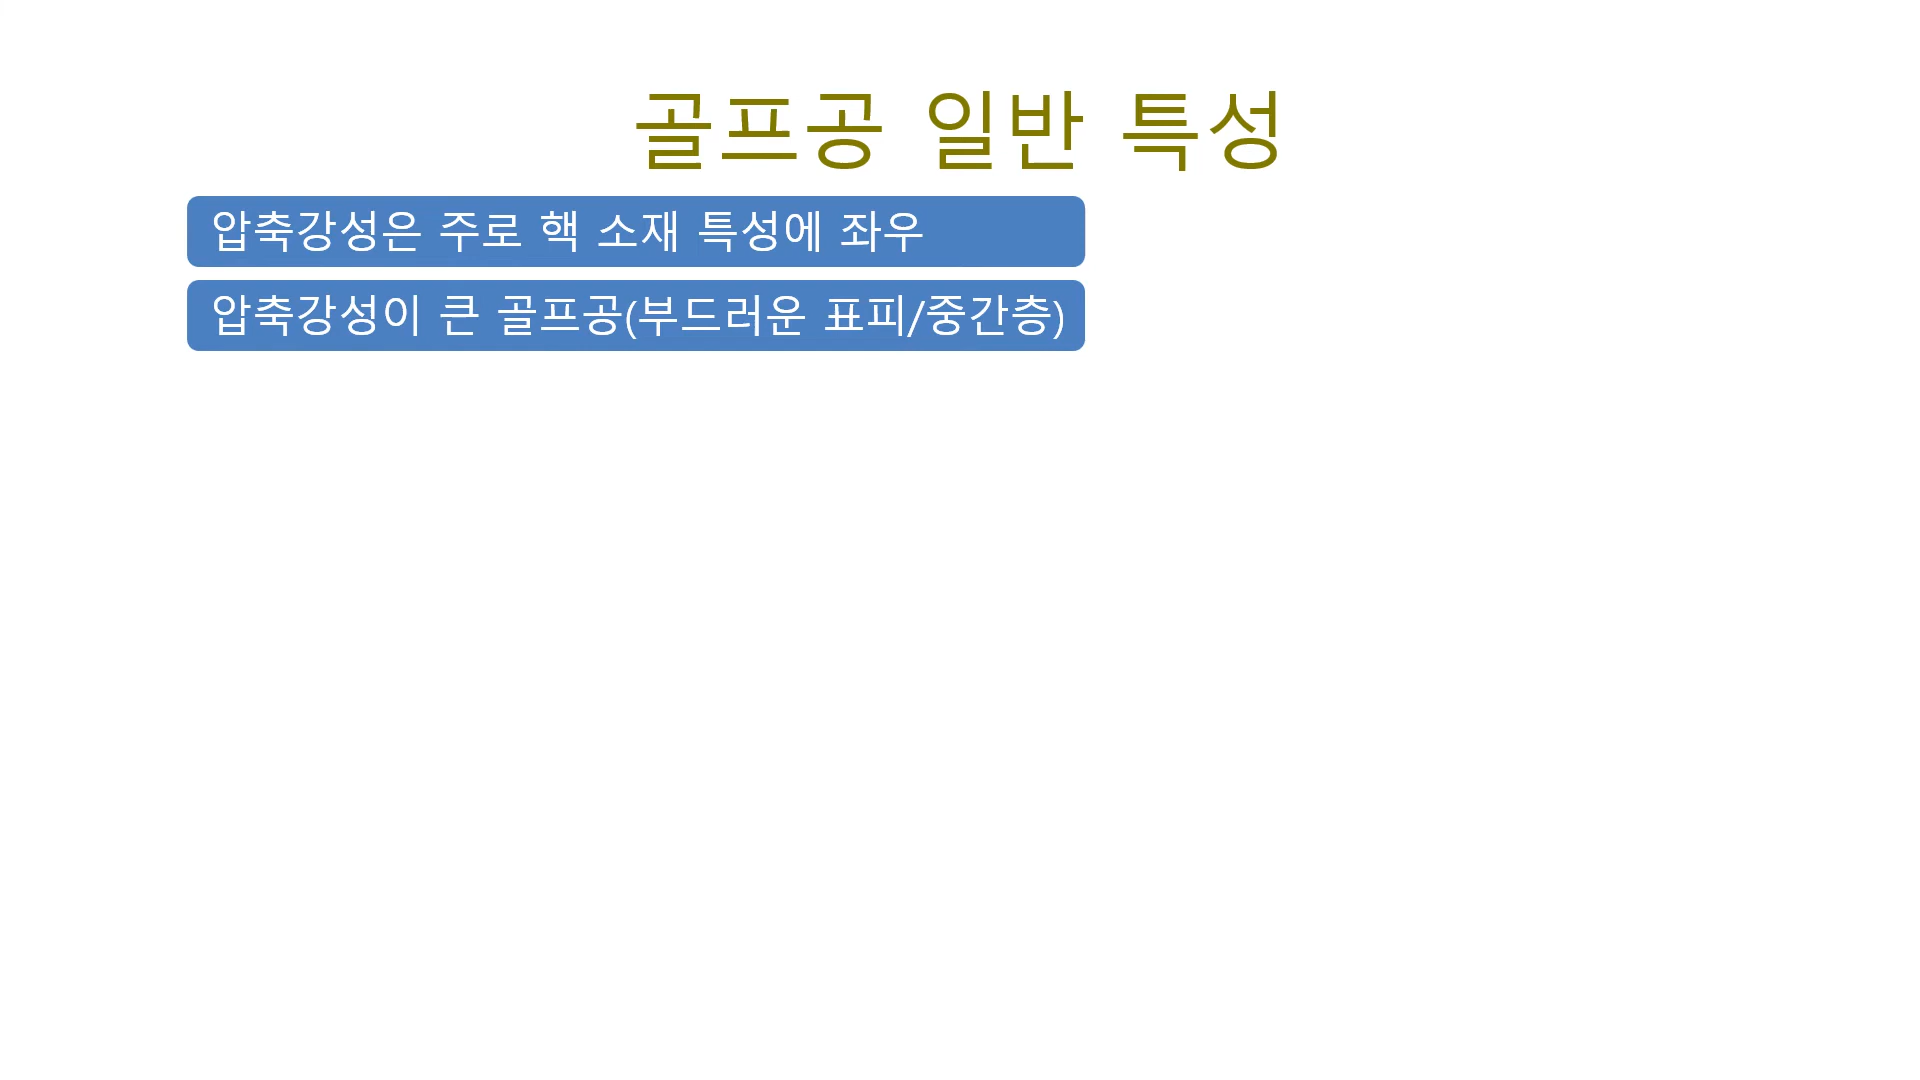 골프공 일반 특성
압축강성은 주로 핵 소재 특성에 좌우
압축강성이 큰 골프공(부드러운 표피/중간층)